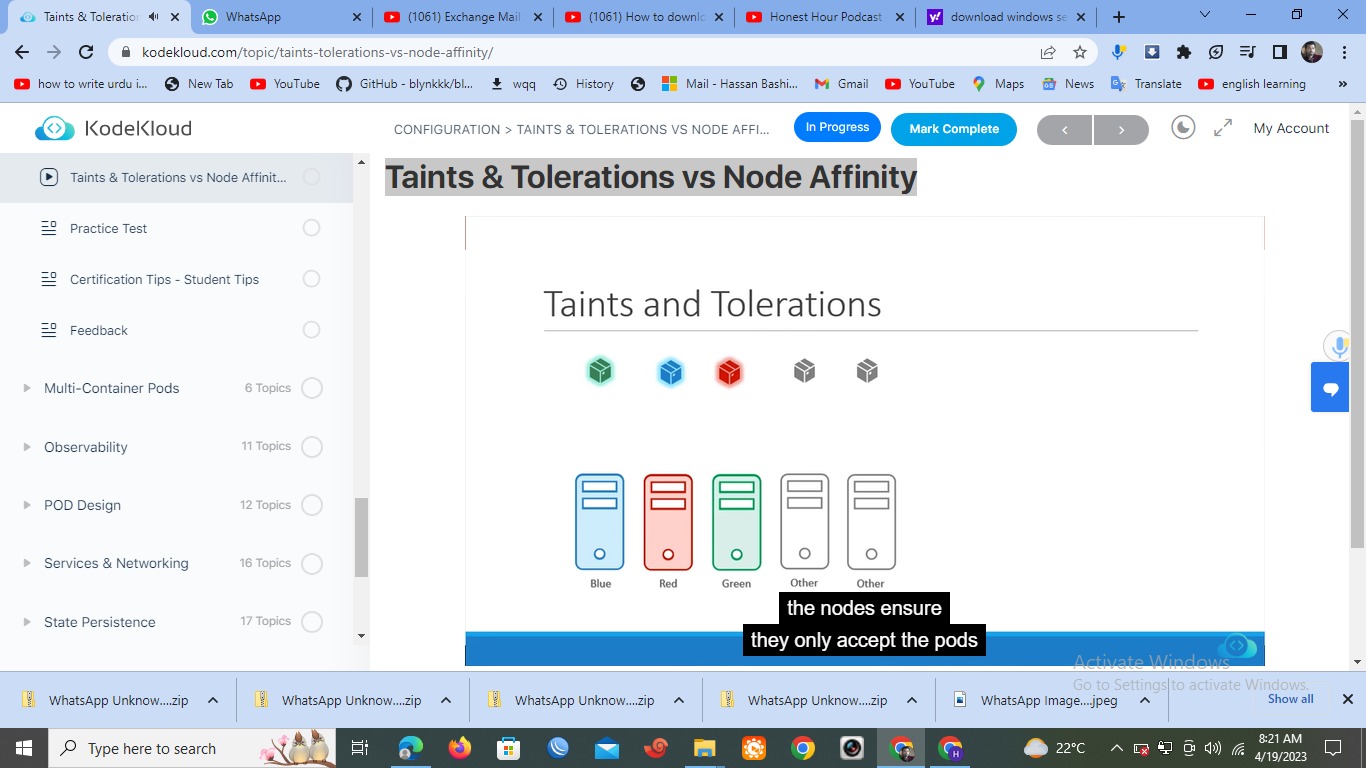 Taints & Toleration
WhatsApp
(1061) Exchange Mail
(1061) How to downlo
Honest Hour Podcast
download windows se
kodekloud.com/topic/taints-tolerations-vs-node-affinity/
how to write urdu i...
New Tab
YouTube
GitHub - blynkkk/bl...
wqq
History
Mail - Hassan Bashi...
Gmail
YouTube
Maps
News
Translate
english learning
»
KodeKloud
CONFIGURATION > TAINTS & TOLERATIONS VS NODE AFFI...
In Progress
Mark Complete
My Account
Taints & Tolerations vs Node Affinit...
Practice Test
Certification Tips - Student Tips
Feedback
Multi-Container Pods 6 Topics
Observability 11 Topics
POD Design 12 Topics
Services & Networking 16 Topics
State Persistence 17 Topics
Taints & Tolerations vs Node Affinity
Taints and Tolerations
Blue Red Green Other Other
the nodes ensure
they only accept the pods
Activate Windows
Go to Settings to activate Windows.
WhatsApp Unknow....zip
WhatsApp Unknow....zip
WhatsApp Unknow....zip
WhatsApp Unknow....zip
WhatsApp Image....jpeg
Show all
Type here to search
22°C
8:21 AM
4/19/2023